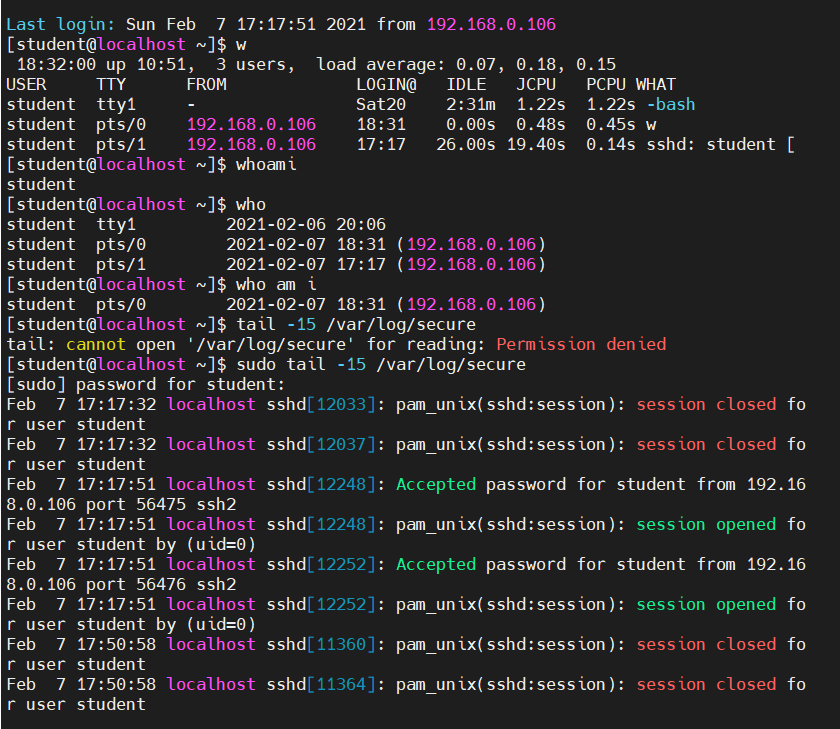 Last login: Sun Feb  7 17:17:51 2021 from 192.168.0.106
[student@localhost ~]$ w
 18:32:00 up 10:51,  3 users,  load average: 0.07, 0.18, 0.15
USER     TTY      FROM             LOGIN@   IDLE   JCPU   PCPU WHAT
student  tty1     -                Sat20    2:31m  1.22s  1.22s -bash
student  pts/0    192.168.0.106    18:31    0.00s  0.48s  0.45s w
student  pts/1    192.168.0.106    17:17   26.00s 19.40s  0.14s sshd: student [
[student@localhost ~]$ whoami
student
[student@localhost ~]$ who
student  tty1         2021-02-06 20:06
student  pts/0        2021-02-07 18:31 (192.168.0.106)
student  pts/1        2021-02-07 17:17 (192.168.0.106)
[student@localhost ~]$ who am i
student  pts/0        2021-02-07 18:31 (192.168.0.106)
[student@localhost ~]$ tail -15 /var/log/secure
tail: cannot open '/var/log/secure' for reading: Permission denied
[student@localhost ~]$ sudo tail -15 /var/log/secure
[sudo] password for student:
Feb  7 17:17:32 localhost sshd[12033]: pam_unix(sshd:session): session closed fo
r user student
Feb  7 17:17:32 localhost sshd[12037]: pam_unix(sshd:session): session closed fo
r user student
Feb  7 17:17:51 localhost sshd[12248]: Accepted password for student from 192.16
8.0.106 port 56475 ssh2
Feb  7 17:17:51 localhost sshd[12248]: pam_unix(sshd:session): session opened fo
r user student by (uid=0)
Feb  7 17:17:51 localhost sshd[12252]: Accepted password for student from 192.16
8.0.106 port 56476 ssh2
Feb  7 17:17:51 localhost sshd[12252]: pam_unix(sshd:session): session opened fo
r user student by (uid=0)
Feb  7 17:50:58 localhost sshd[11360]: pam_unix(sshd:session): session closed fo
r user student
Feb  7 17:50:58 localhost sshd[11364]: pam_unix(sshd:session): session closed fo
r user student